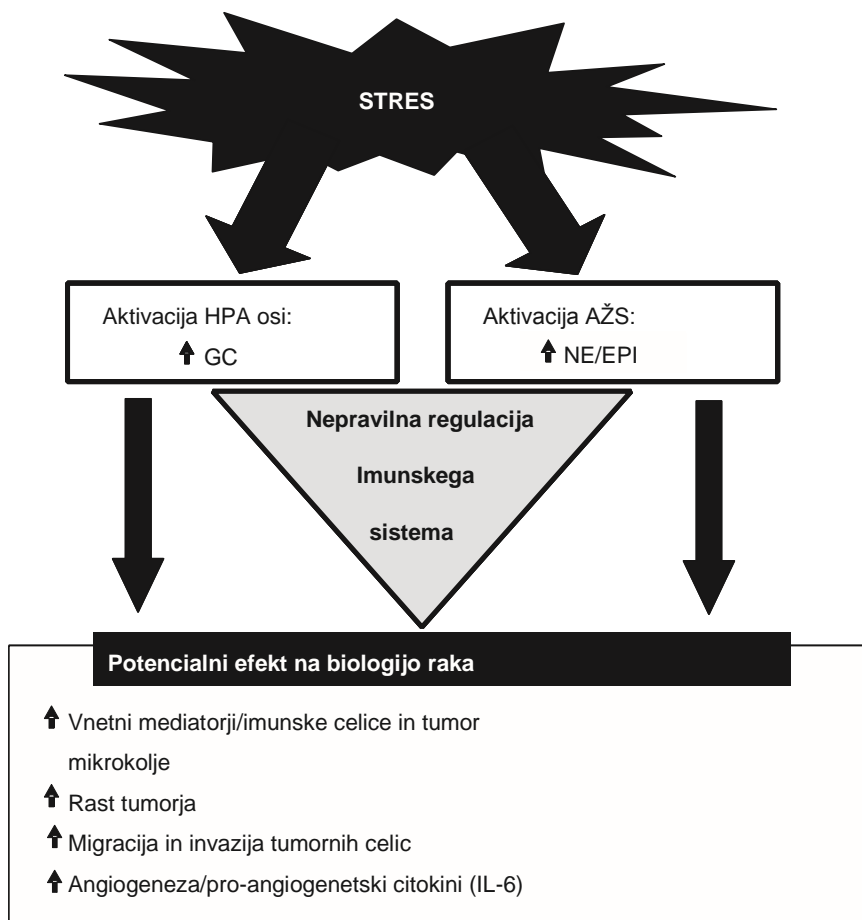 STRES
Aktivacija HPA osi:
GC
Aktivacija AŽS:
NE/EPI
Nepravilna regulacija
Imunskega
sistema
Potencialni efekt na biologijo raka
Vnetni mediatorji/imunske celice in tumor
mikrokolje
Rast tumorja
Migracija in invazija tumornih celic
Angiogeneza/pro-angiogenetski citokini (IL-6)